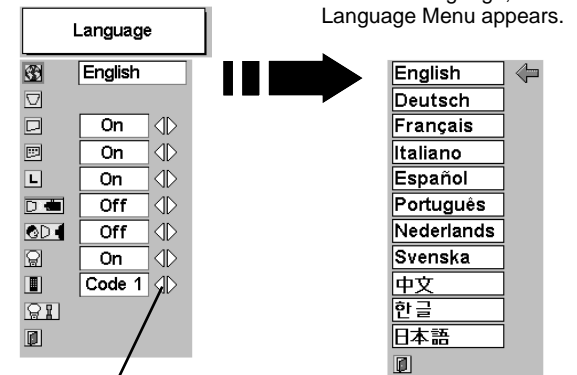 Language Menu appears.
Language
English
On
On
On
Off
Off
On
Code 1
L
English
Deutsch
Français
Italiano
Español
Português
Nederlands
Svenska
中文
한글
日本語